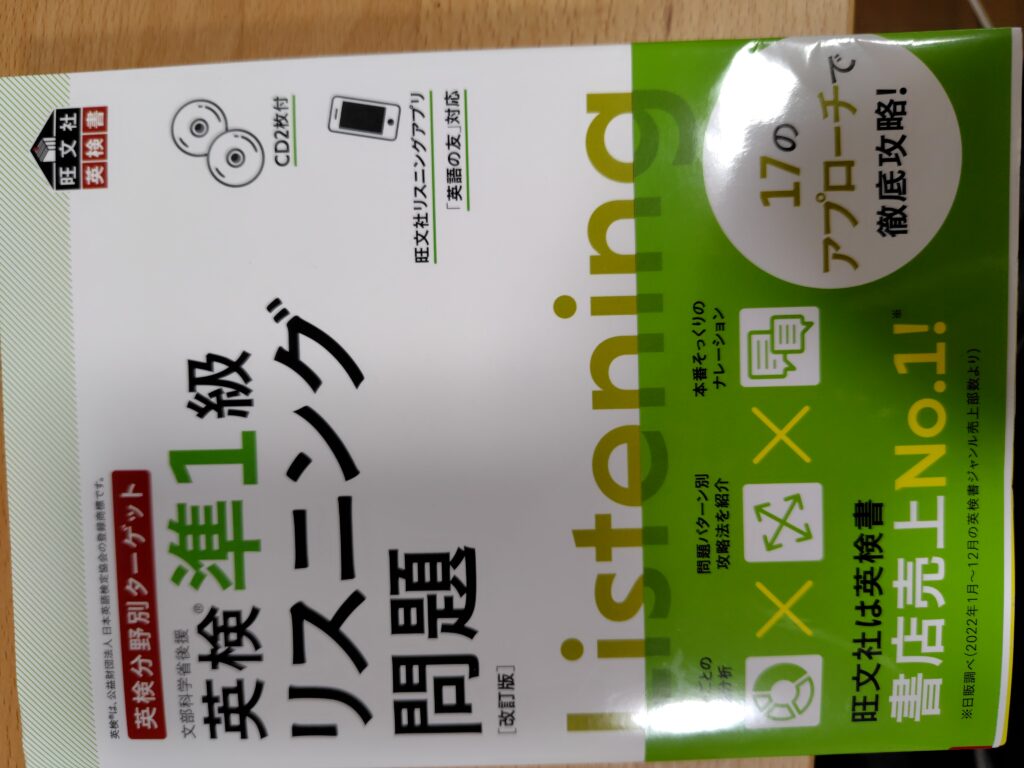 旺文社
英検書
CD2枚付
旺文社リスニングアプリ
「英語の友」対応
英検®は、公益財団法人 日本英語検定協会の登録商標です。
英検分野別ターゲット
文部科学省後援
英検®準1級
リスニング
問題
[改訂版]
Listening
17の
アプローチで
徹底攻略!
ごとの
分析
問題パターン別
攻略法を紹介
本番そっくりの
ナレーション
旺文社は英検書
書店売上No.1!※
※日販調べ(2022年1月~12月の英検書ジャンル売上部数より)